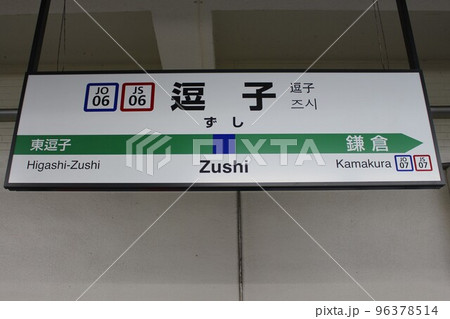 JO
06
JS
06
逗子
逗子
즈시
ずし
東逗子
鎌倉
Higashi-Zushi
Zushi
Kamakura
JO
07
JS
07
PIXTA
96378514